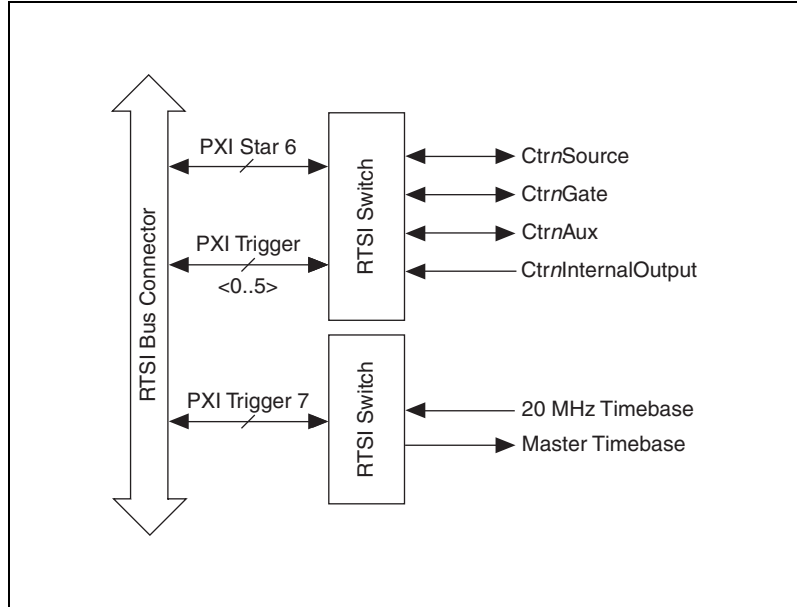 RTSI Bus Connector
PXI Star 6
PXI Trigger
<0..5>
RTSI Switch
CtrnSource
CtrnGate
CtrnAux
CtrnInternalOutput
PXI Trigger 7
RTSI Switch
20 MHz Timebase
Master Timebase